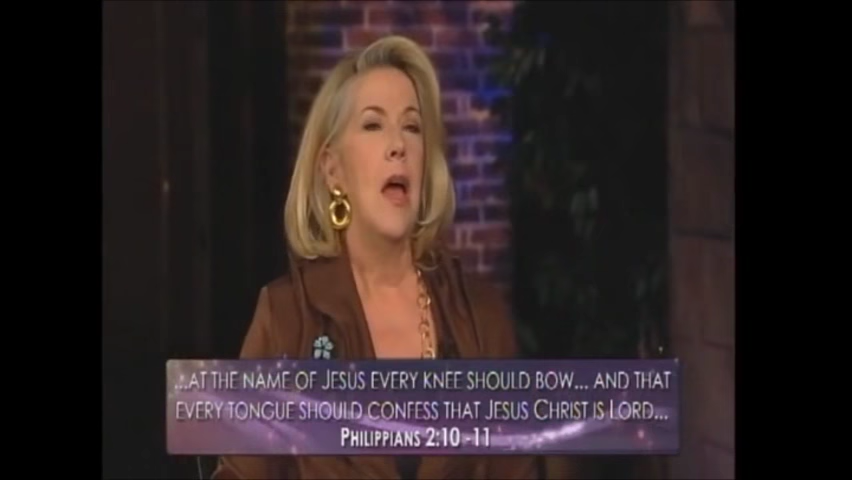 ...AT THE NAME OF JESUS EVERY KNEE SHOULD BOW... AND THAT
EVERY TONGUE SHOULD CONFESS THAT JESUS CHRIST IS LORD...
PHILIPPIANS 2:10 -11